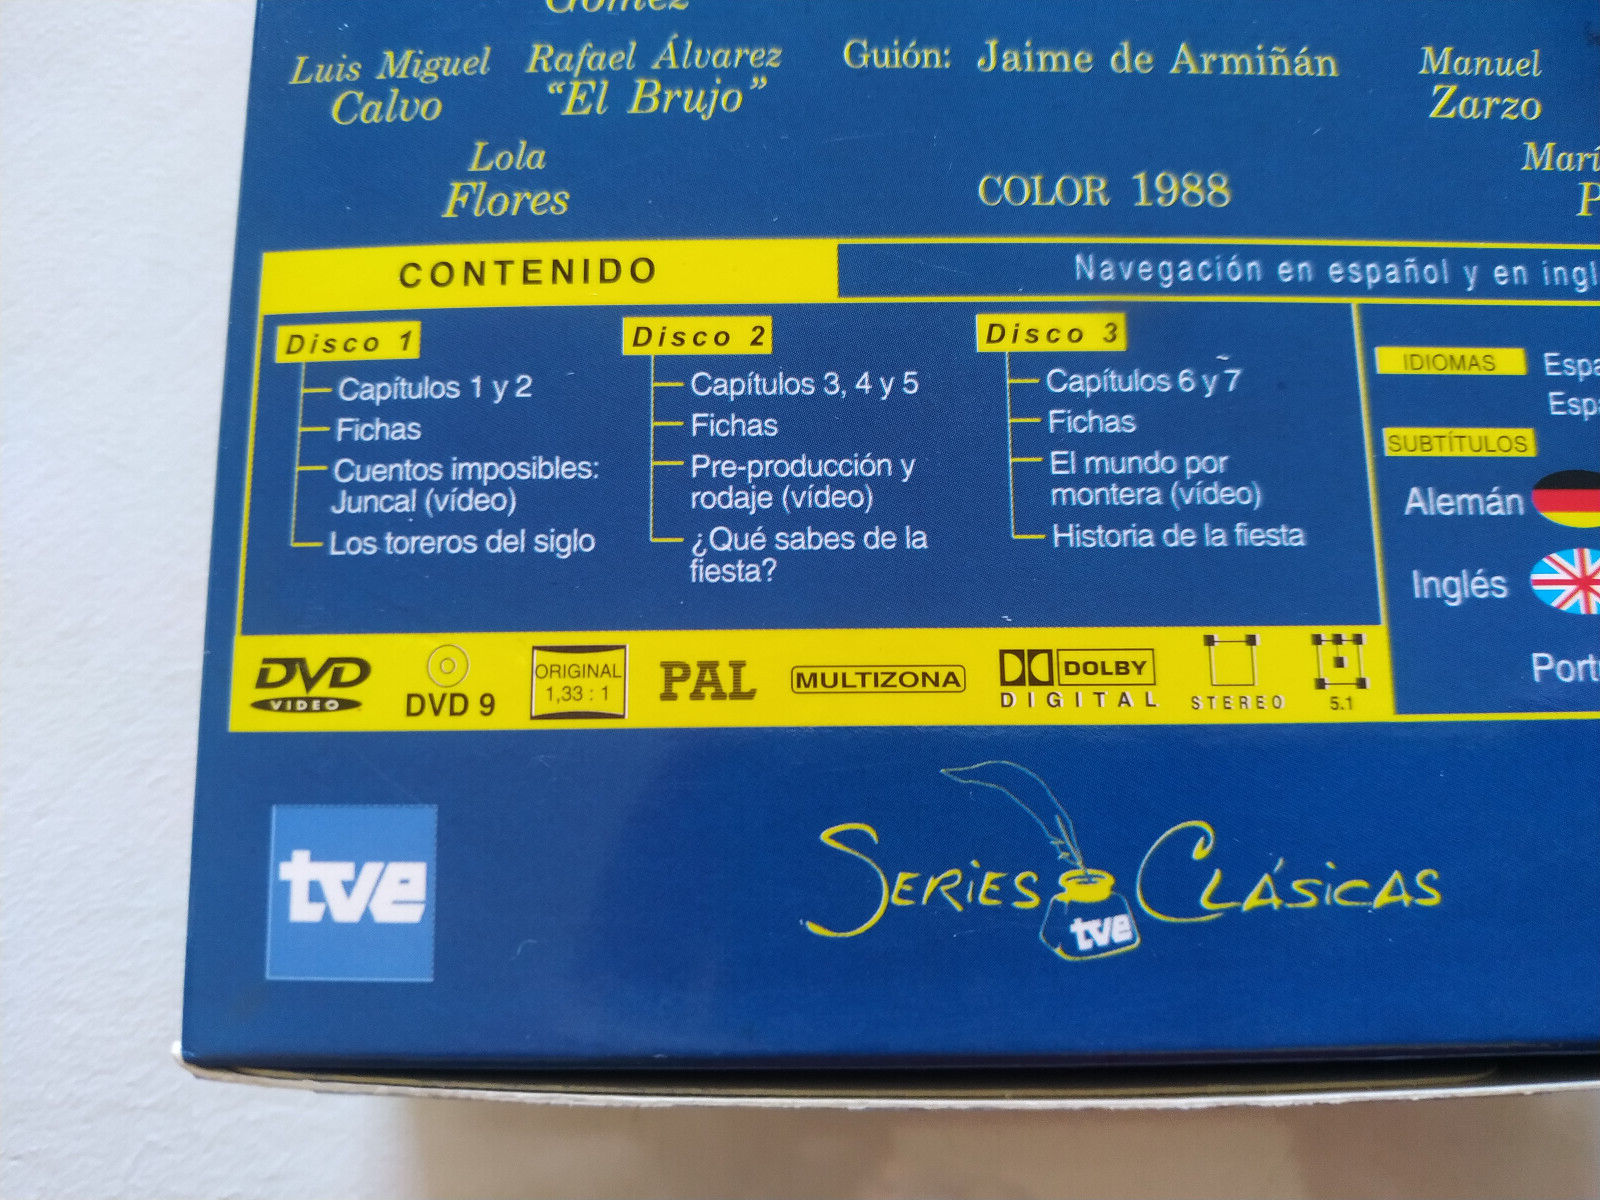 Gómez
Luis Miguel
Calvo
Rafael Álvarez
"El Brujo"
Guión: Jaime de Armiñán
Manuel
Zarzo
Lola
Flores
COLOR 1988
CONTENIDO
Navegación en español y en
Disco 1
Capítulos 1 y 2
Fichas
Cuentos imposibles:
Juncal (vídeo)
Los toreros del siglo
Disco 2
Capítulos 3, 4 y 5
Fichas
Pre-producción y
rodaje (vídeo)
¿Qué sabes de la
fiesta?
Disco 3
Capítulos 6 y 7
Fichas
El mundo por
montera (vídeo)
Historia de la fiesta
IDIOMAS
SUBTÍTULOS
Alemán
Inglés
DVD
VIDEO
DVD 9
ORIGINAL
1,33 : 1
PAL
MULTIZONA
DOLBY
DIGITAL
STEREO
5.1
tve
SERIES CLÁSICAS
tve